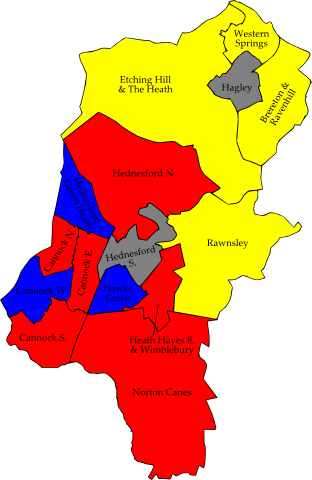 Western
Springs
Etching Hill
& The Heath
Hagley
Brereton &
Ravenhill
Hednesford N.
Hednesford
Green Heath
Rawnsley
Cannock N.
Hednesford
S.
Cannock E.
Cannock W.
Hawks
Green
Cannock S.
Heath Hayes E.
& Wimblebury
Norton Canes